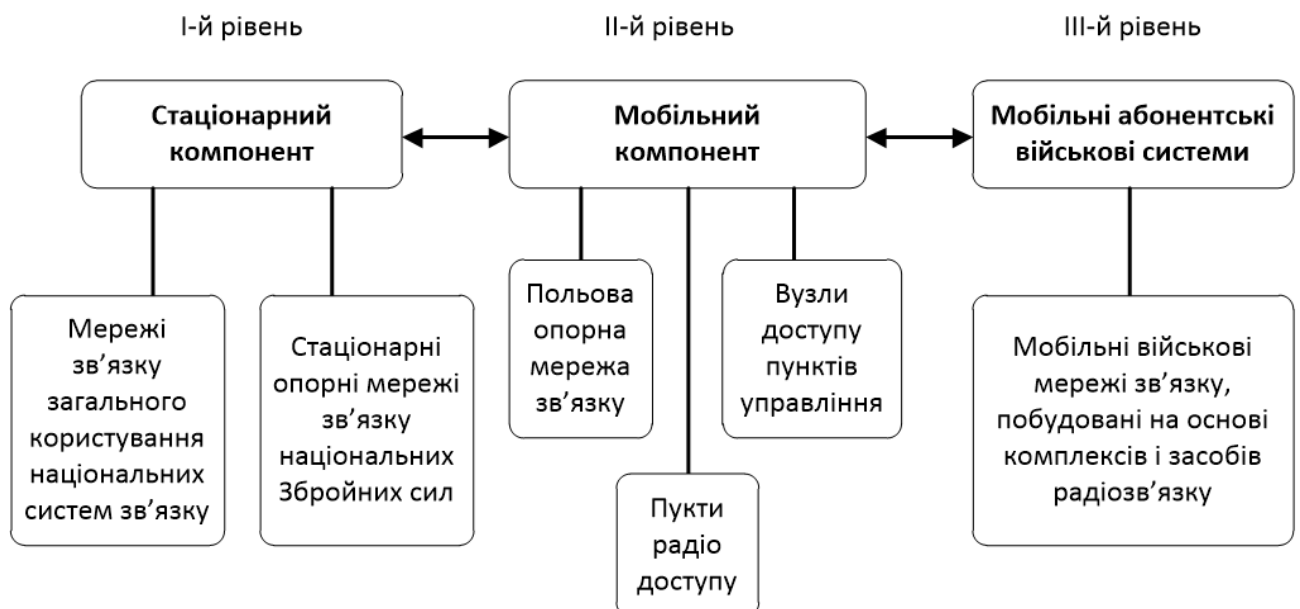 І-й рівень
ІІ-й рівень
ІІІ-й рівень
Стаціонарний
компонент
Мобільний
компонент
Мобільні абонентські
військові системи
Мережі
зв’язку
загального
користування
національних
систем зв’язку
Стаціонарні
опорні мережі
зв’язку
національних
Збройних сил
Польова
опорна
мережа
зв’язку
Пукти
радіо
доступу
Вузли
доступу
пунктів
управління
Мобільні військові
мережі зв’язку,
побудовані на основі
комплексів і засобів
радіозв’язку